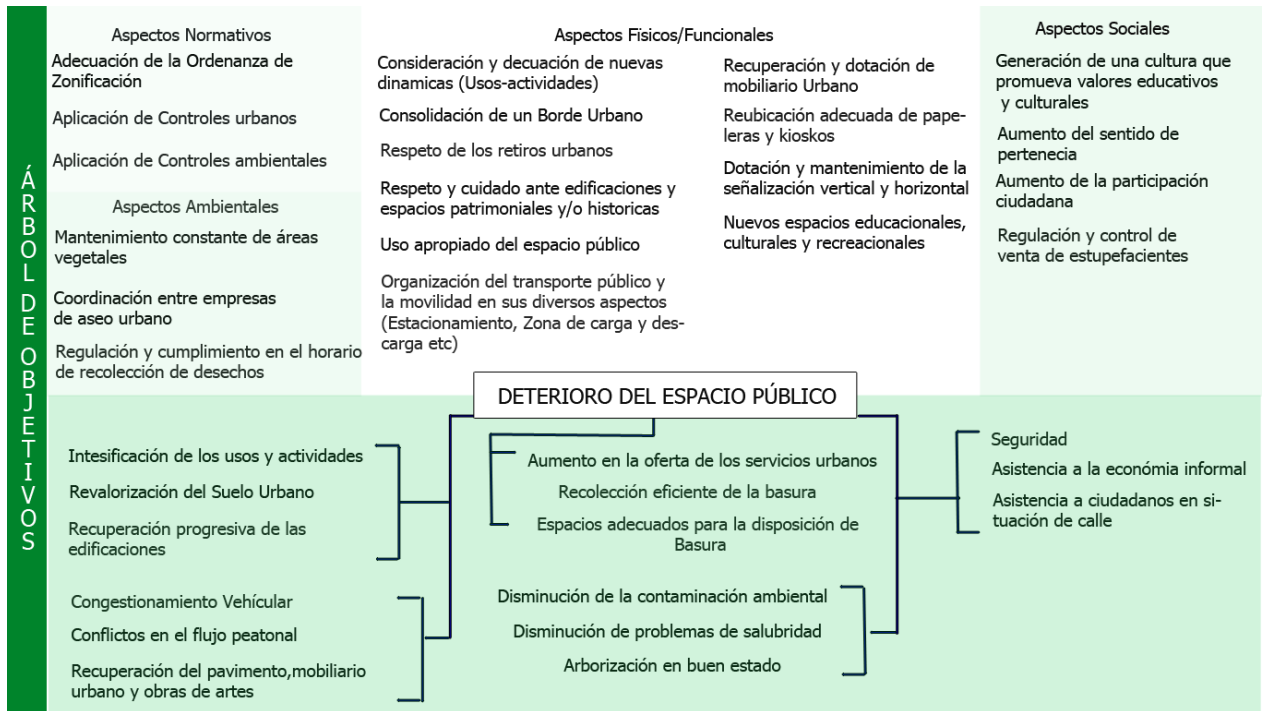 ÁRBOL DE OBJETIVOS
Aspectos Normativos
Adecuación de la Ordenanza de
Zonificación
Aplicación de Controles urbanos
Aplicación de Controles ambientales
Aspectos Ambientales
Mantenimiento constante de áreas
vegetales
Coordinación entre empresas
de aseo urbano
Regulación y cumplimiento en el horario
de recolección de desechos
Aspectos Fïsicos/Funcionales
Consideración y decuación de nuevas
dinamicas (Usos-actividades)
Consolidación de un Borde Urbano
Respeto de los retiros urbanos
Respeto y cuidado ante edificaciones y
espacios patrimoniales y/o historicas
Uso apropiado del espacio público
Organización del transporte público y
la movilidad en sus diversos aspectos
(Estacionamiento, Zona de carga y des-
carga etc)
Recuperación y dotación de
mobiliario Urbano
Reubicación adecuada de pape-
leras y kioskos
Dotación y mantenimiento de la
señalización vertical y horizontal
Nuevos espacios educacionales,
culturales y recreacionales
Aspectos Sociales
Generación de una cultura que
promueva valores educativos
y culturales
Aumento del sentido de
pertenecia
Aumento de la participación
ciudadana
Regulación y control de
venta de estupefacientes
DETERIORO DEL ESPACIO PÚBLICO
Intesificación de los usos y actividades
Revalorización del Suelo Urbano
Recuperación progresiva de las
edificaciones
Congestionamiento Vehícular
Conflictos en el flujo peatonal
Recuperación del pavimento,mobiliario
urbano y obras de artes
Aumento en la oferta de los servicios urbanos
Recolección eficiente de la basura
Espacios adecuados para la disposición de
Basura
Disminución de la contaminación ambiental
Disminución de problemas de salubridad
Arborización en buen estado
Seguridad
Asistencia a la económia informal
Asistencia a ciudadanos en si-
tuación de calle